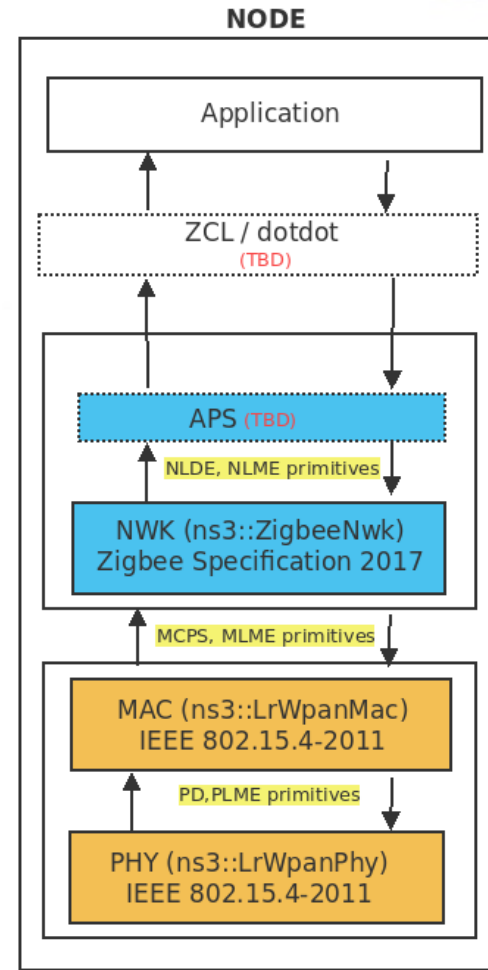 NODE
Application
ZCL / dotdot
(TBD)
APS (TBD)
NLDE, NLME primitives
NWK (ns3::ZigbeeNwk)
Zigbee Specification 2017
MCPS, MLME primitives
MAC (ns3::LrWpanMac)
IEEE 802.15.4-2011
PD,PLME primitives
PHY (ns3::LrWpanPhy)
IEEE 802.15.4-2011